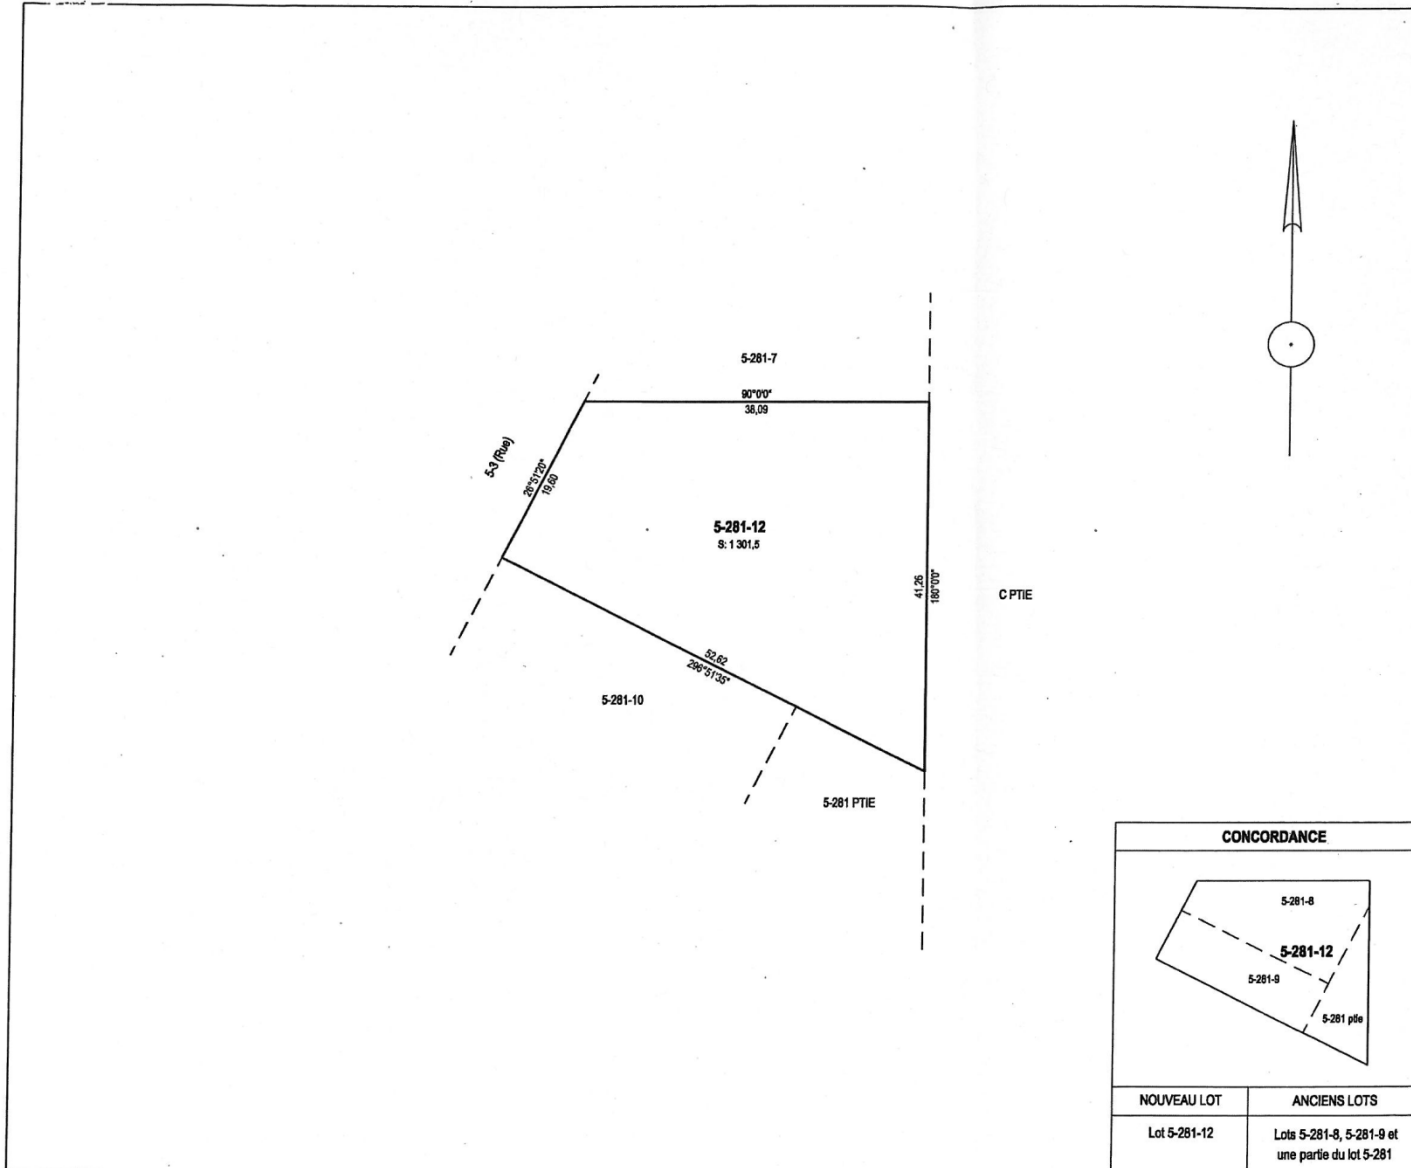 5-281-7
90°0'0"
38,09
5-3 (Rue)
26°51'20"
19,60
5-281-12
S: 1 301,5
41,26
180°0'0"
C PTIE
52,62
296°51'35"
5-281-10
5-281 PTIE
CONCORDANCE
5-281-8
5-281-12
5-281-9
5-281 ptie
NOUVEAU LOT
ANCIENS LOTS
Lot 5-281-12
Lots 5-281-8, 5-281-9 et
une partie du lot 5-281